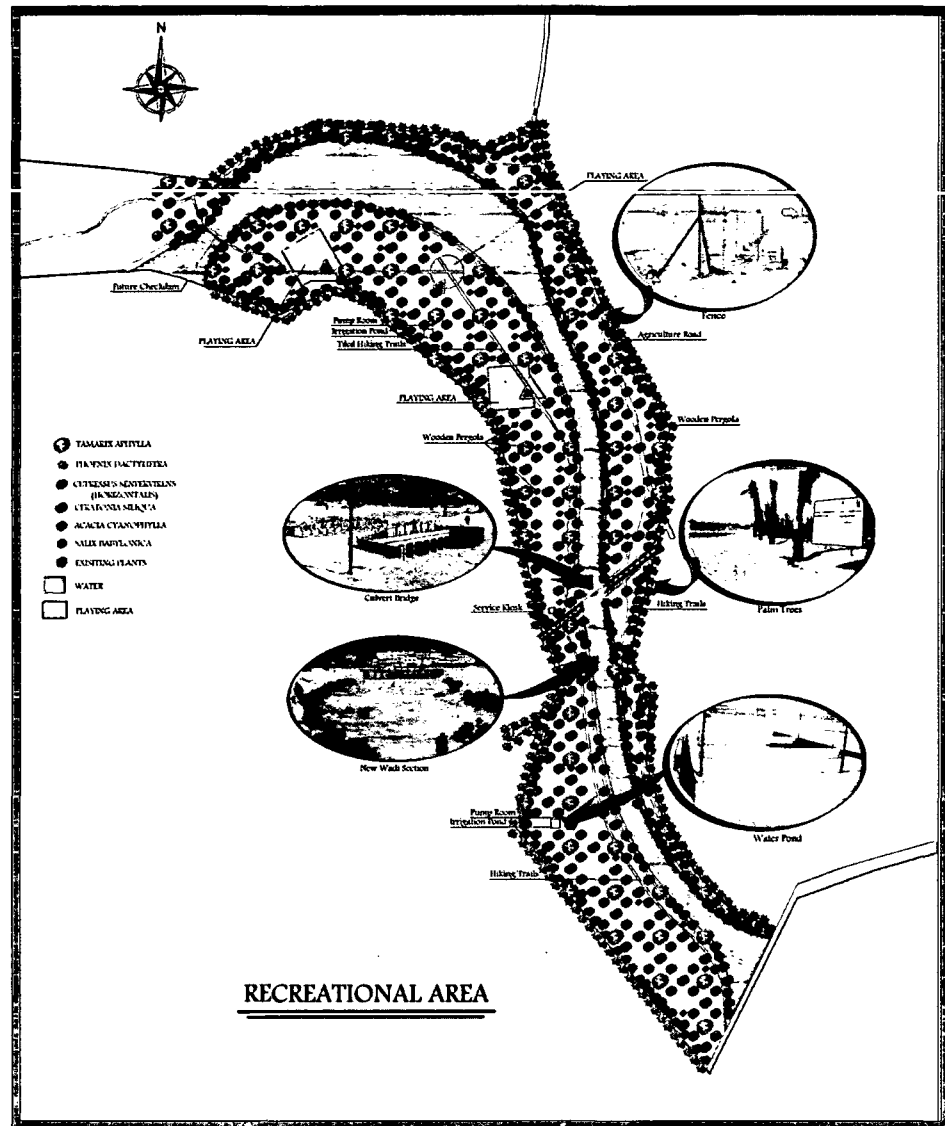 N
PLAYING AREA
Fence
Future Checkdam
Pump Room
Irrigation Pond
Tiled Hiking Trails
Agriculture Road
PLAYING AREA
PLAYING AREA
Wooden Pergola
Wooden Pergola
TAMARIX APHYLLA
PHOENIX DACTYLIFERA
CUPRESSUS SEMPERVIRENS
(HORIZONTALIS)
CERATONIA SILIQUA
ACACIA CYANOPHYLLA
SALIX BABYLONICA
EXISTING PLANTS
WATER
PLAYING AREA
Culvert Bridge
Service Kiosk
Hiking Trails
Palm Trees
New Wadi Section
Pump Room
Irrigation Pond
Water Pond
Hiking Trails
RECREATIONAL AREA